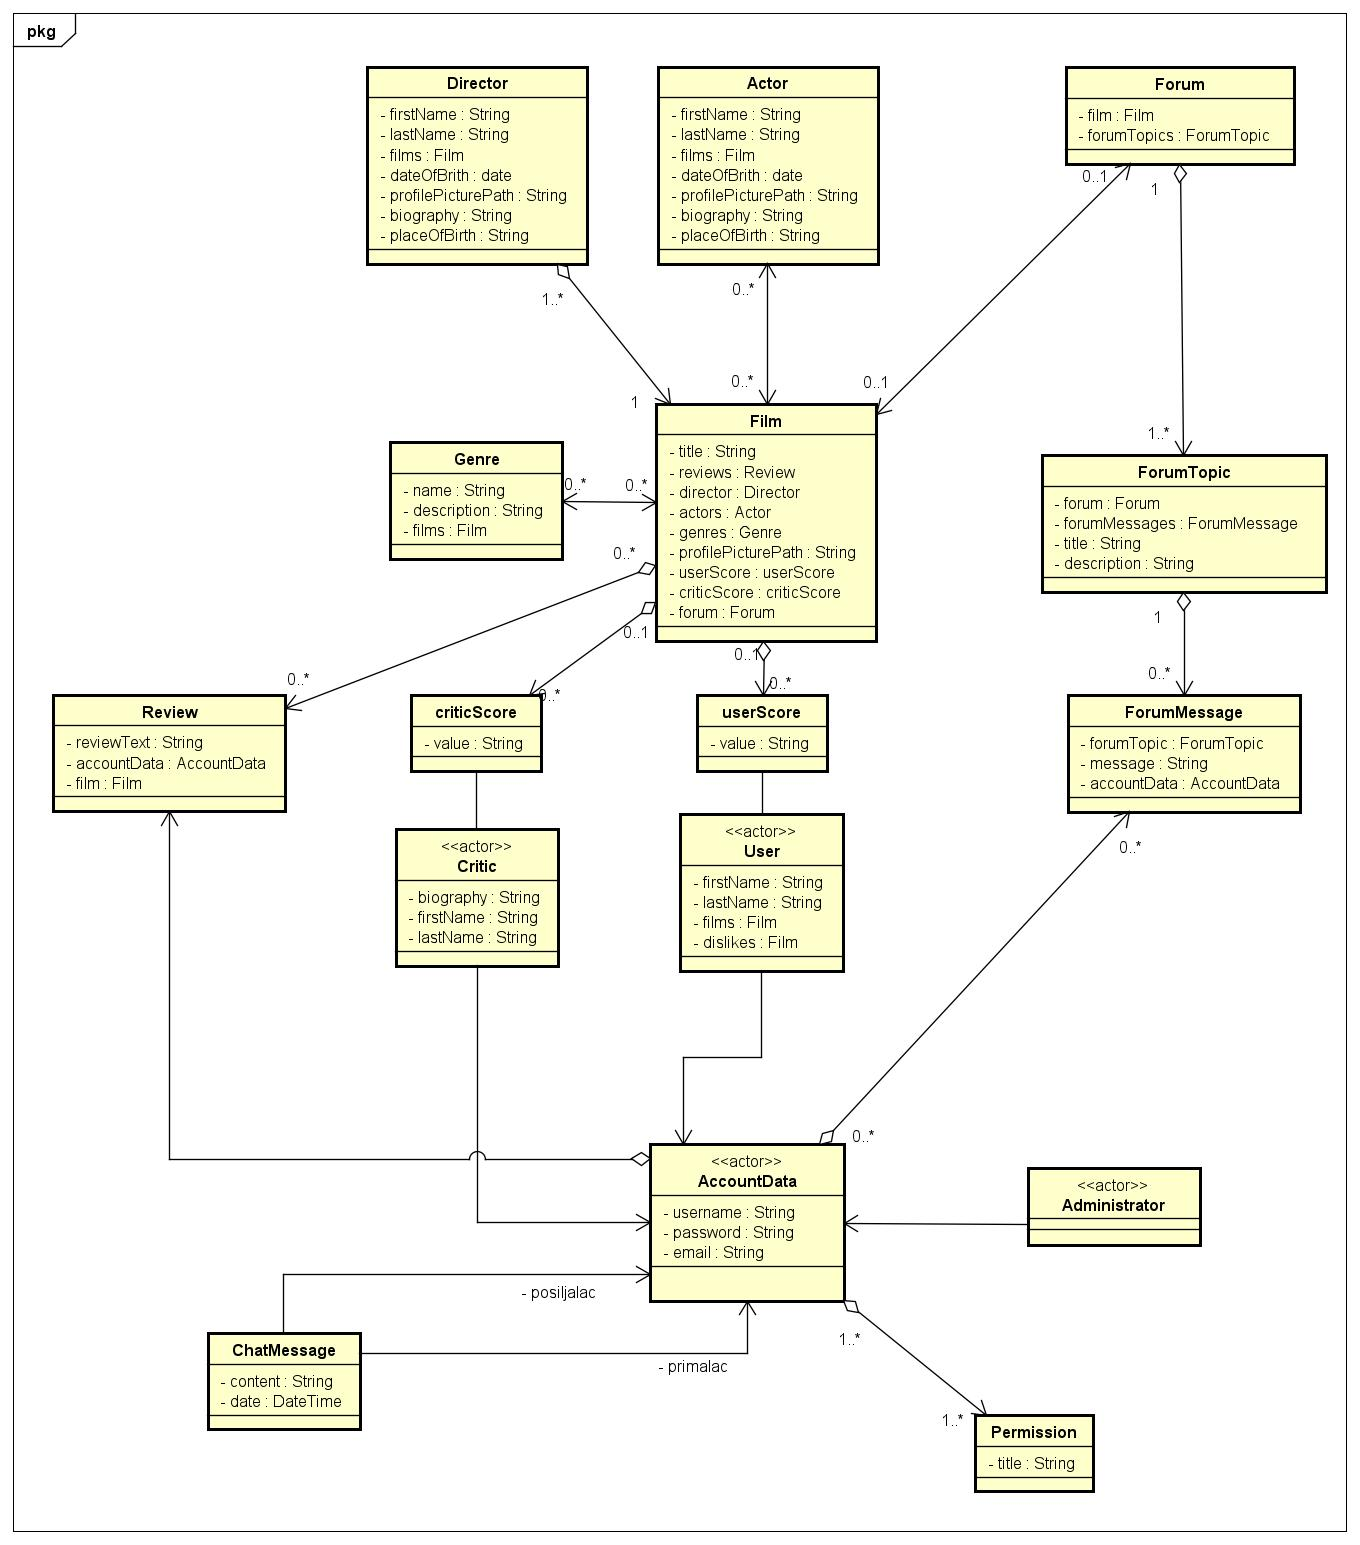 pkg
Director
- firstName : String
- lastName : String
- films : Film
- dateOfBrith : date
- profilePicturePath : String
- biography : String
- placeOfBirth : String
Actor
- firstName : String
- lastName : String
- films : Film
- dateOfBrith : date
- profilePicturePath : String
- biography : String
- placeOfBirth : String
Forum
- film : Film
- forumTopics : ForumTopic
1..*
1
0..*
0..*
0..1
0..1
1
1..*
Genre
- name : String
- description : String
- films : Film
0..*
0..*
Film
- title : String
- reviews : Review
- director : Director
- actors : Actor
- genres : Genre
- profilePicturePath : String
- userScore : userScore
- criticScore : criticScore
- forum : Forum
ForumTopic
- forum : Forum
- forumMessages : ForumMessage
- title : String
- description : String
0..*
0..*
0..1
0..*
0..1
0..*
1
0..*
Review
- reviewText : String
- accountData : AccountData
- film : Film
criticScore
- value : String
userScore
- value : String
ForumMessage
- forumTopic : ForumTopic
- message : String
- accountData : AccountData
<<actor>>
Critic
- biography : String
- firstName : String
- lastName : String
<<actor>>
User
- firstName : String
- lastName : String
- films : Film
- dislikes : Film
0..*
0..*
<<actor>>
AccountData
- username : String
- password : String
- email : String
<<actor>>
Administrator
- posiljalac
- primalac
ChatMessage
- content : String
- date : DateTime
1..*
1..*
Permission
- title : String